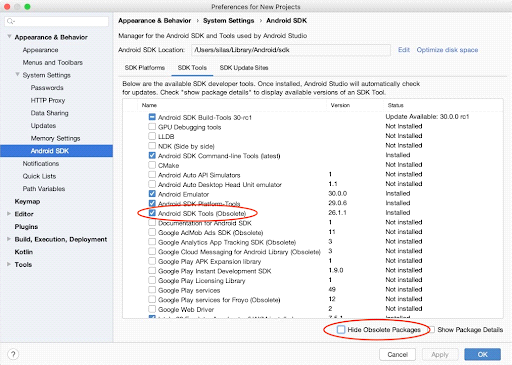 Preferences for New Projects
Appearance & Behavior › System Settings › Android SDK
Manager for the Android SDK and Tools used by Android Studio
Android SDK Location: /Users/silas/Library/Android/sdk Edit Optimize disk space
SDK Platforms SDK Tools SDK Update Sites
Below are the available SDK developer tools. Once installed, Android Studio will automatically check
for updates. Check "show package details" to display available versions of an SDK Tool.
Name Version Status
Android SDK Build-Tools 30-rc1 Update Available: 30.0.0 rc1
GPU Debugging tools Not Installed
LLDB Not Installed
NDK (Side by side) Not Installed
Android SDK Command-line Tools (latest) Installed
CMake Not Installed
Android Auto API Simulators 1 Not installed
Android Auto Desktop Head Unit emulator 1.1 Not installed
Android Emulator 30.0.0 Installed
Android SDK Platform-Tools 29.0.6 Installed
Android SDK Tools (Obsolete) 26.1.1 Installed
Documentation for Android SDK 1 Not installed
Google AdMob Ads SDK (Obsolete) 11 Not installed
Google Analytics App Tracking SDK (Obsolete) 3 Not installed
Google Cloud Messaging for Android Library (Obsolete) 3 Not installed
Google Play APK Expansion library 1 Not installed
Google Play Instant Development SDK 1.9.0 Not installed
Google Play services 49 Not installed
Google Play services for Froyo (Obsolete) 12 Not installed
Google Web Driver 2 Not installed
Hide Obsolete Packages Show Package Details
Appearance & Behavior
Appearance
Menus and Toolbars
System Settings
Passwords
HTTP Proxy
Data Sharing
Updates
Memory Settings
Android SDK
Notifications
Quick Lists
Path Variables
Keymap
Editor
Plugins
Build, Execution, Deployment
Kotlin
Tools
? Cancel Apply OK